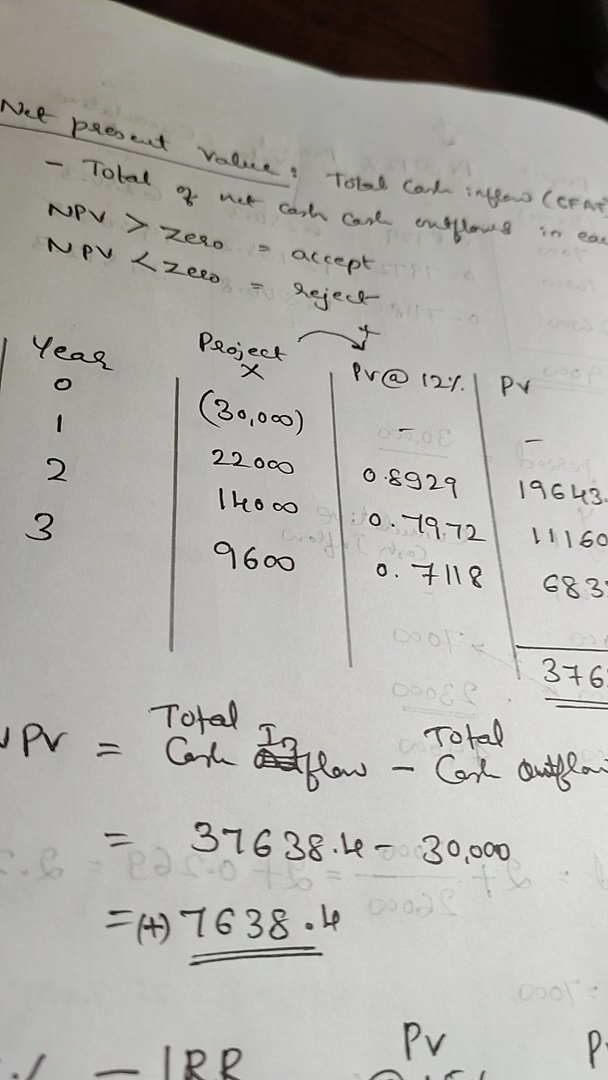 Net present value : Total cash inflow (CFAT
- Total of net cash cash outflows in eac
NPV > zero = accept
NPV < zero = reject
Year Project X PV@ 12% PV
0 (30,000) - -
1 22000 0.8929 19643.
2 14000 0.7972 11160
3 9600 0.7118 683
376
NPV = Total Cash Inflow - Total Cash Outflow
= 37638.4 - 30,000
= (+) 7638.4
- IRR PV